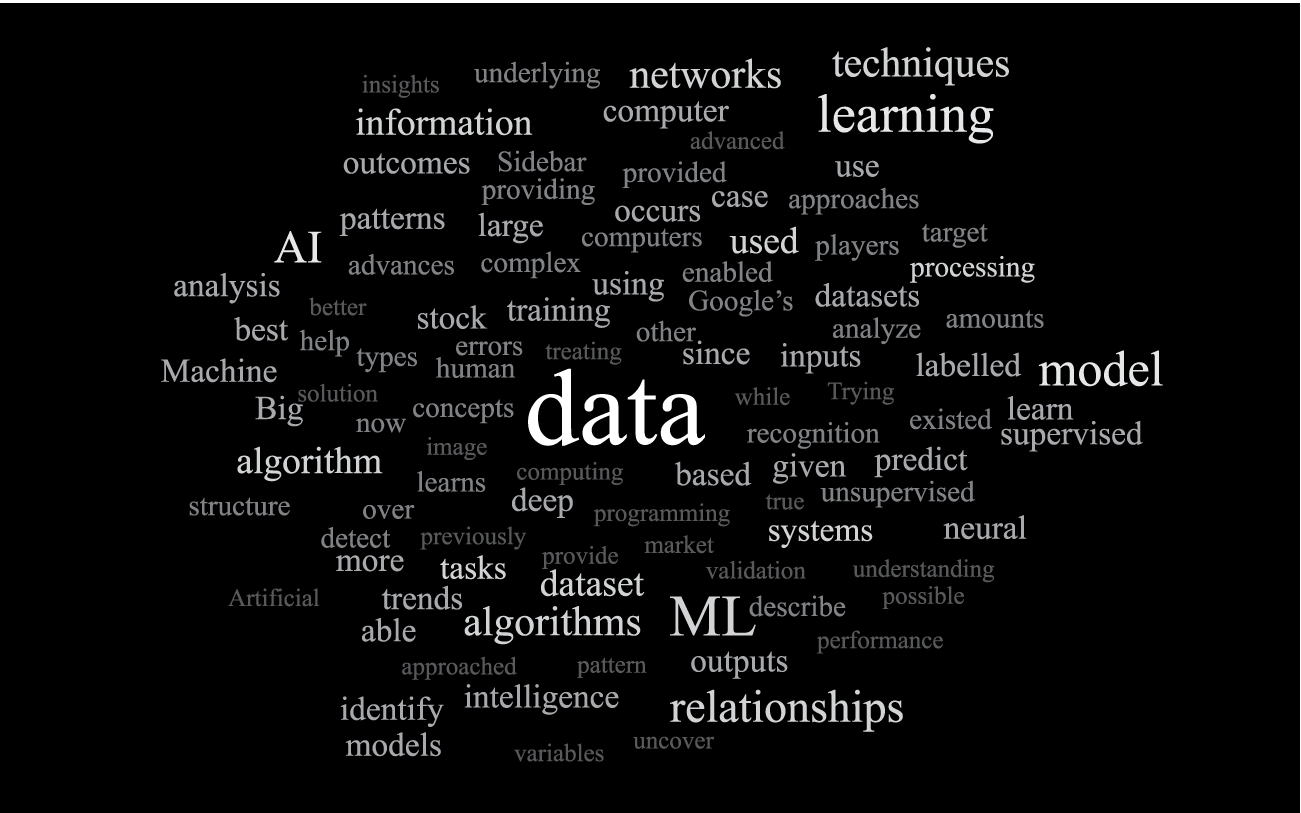 techniques
insights underlying networks
information computer learning
advanced
outcomes Sidebar provided use
providing case approaches
patterns large occurs
AI computers used players target
advances complex enabled processing
analysis using Google’s datasets
better stock training other analyze amounts
best help errors
types human treating since inputs labelled model
Machine
solution data while Trying
Big now concepts recognition existed learn
supervised
algorithm image computing based given predict
learns
structure over deep programming true unsupervised
detect previously market systems neural
more tasks provide validation understanding
Artificial trends dataset ML describe possible
able algorithms performance
approached pattern outputs
identify intelligence relationships
models variables uncover